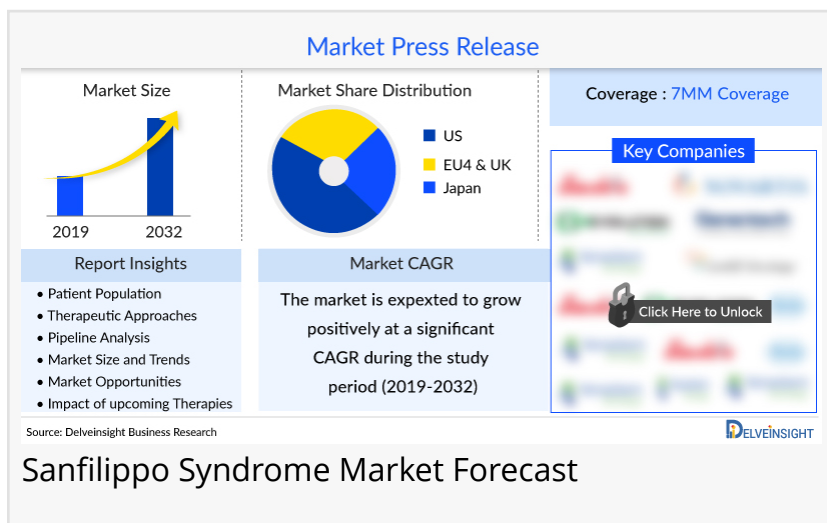 Market Press Release
Market Size
2019
2032
Market Share Distribution
US
EU4 & UK
Japan
Coverage : 7MM Coverage
Key Companies
Click Here to Unlock
Report Insights
• Patient Population
• Therapeutic Approaches
• Pipeline Analysis
• Market Size and Trends
• Market Opportunities
• Impact of upcoming Therapies
Market CAGR
The market is expexted to grow
positively at a significant
CAGR during the study
period (2019-2032)
Source: Delveinsight Business Research
DELVEINSIGHT
Sanfilippo Syndrome Market Forecast